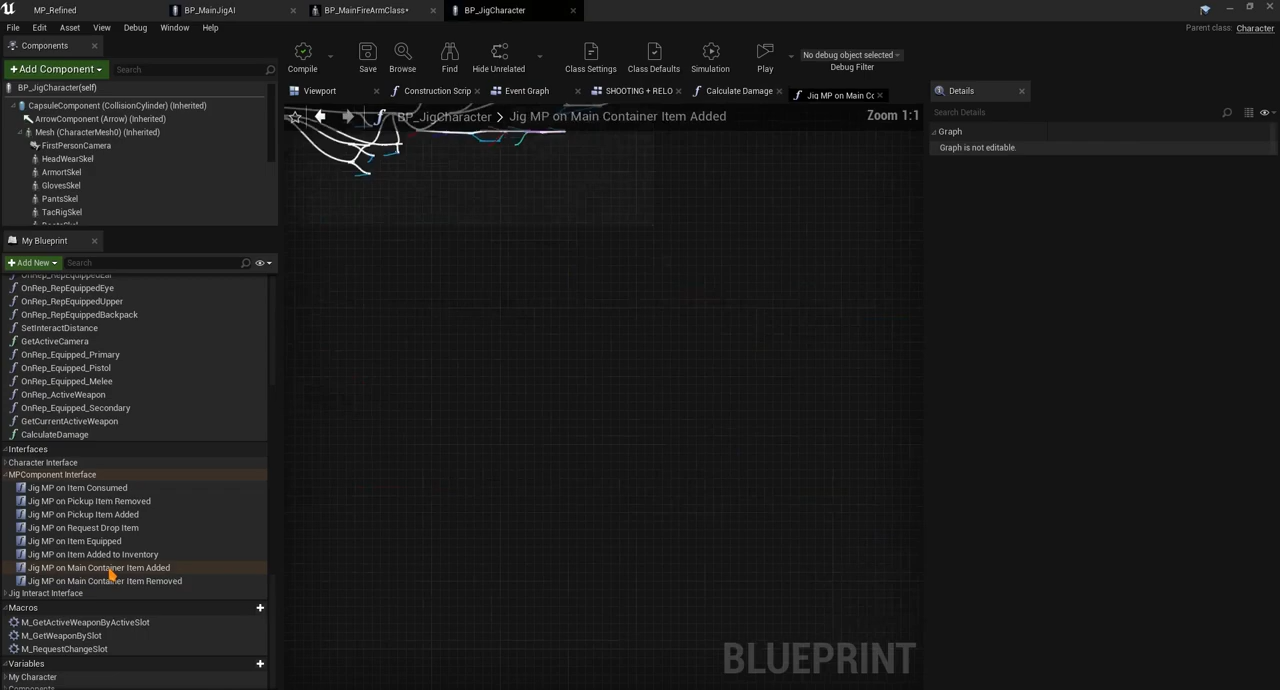 MP_Refined
BP_MainJigAI
BP_MainFireArmClass*
BP_JigCharacter
File Edit Asset View Debug Window Help
Parent class: Character
Components
+Add Component
Search
BP_JigCharacter(self)
CapsuleComponent (CollisionCylinder) (Inherited)
ArrowComponent (Arrow) (Inherited)
Mesh (CharacterMesh0) (Inherited)
FirstPersonCamera
HeadWearSkel
ArmortSkel
GlovesSkel
PantsSkel
TacRigSkel
Compile
Save
Browse
Find
Hide Unrelated
Class Settings
Class Defaults
Simulation
Play
No debug object selected
Debug Filter
Viewport
Construction Scrip
Event Graph
SHOOTING + RELO
Calculate Damage
Jig MP on Main Co
BP_JigCharacter > Jig MP on Main Container Item Added
Zoom 1:1
BLUEPRINT
Details
Search Details
Graph
Graph is not editable.
My Blueprint
+Add New
Search
OnRep_RepEquippedEar
OnRep_RepEquippedEye
OnRep_RepEquippedUpper
OnRep_RepEquippedBackpack
SetInteractDistance
GetActiveCamera
OnRep_Equipped_Primary
OnRep_Equipped_Pistol
OnRep_Equipped_Melee
OnRep_ActiveWeapon
OnRep_Equipped_Secondary
GetCurrentActiveWeapon
CalculateDamage
Interfaces
Character Interface
MPComponent Interface
Jig MP on Item Consumed
Jig MP on Pickup Item Removed
Jig MP on Pickup Item Added
Jig MP on Request Drop Item
Jig MP on Item Equipped
Jig MP on Item Added to Inventory
Jig MP on Main Container Item Added
Jig MP on Main Container Item Removed
Jig Interact Interface
Macros
M_GetActiveWeaponByActiveSlot
M_GetWeaponBySlot
M_RequestChangeSlot
Variables
My Character